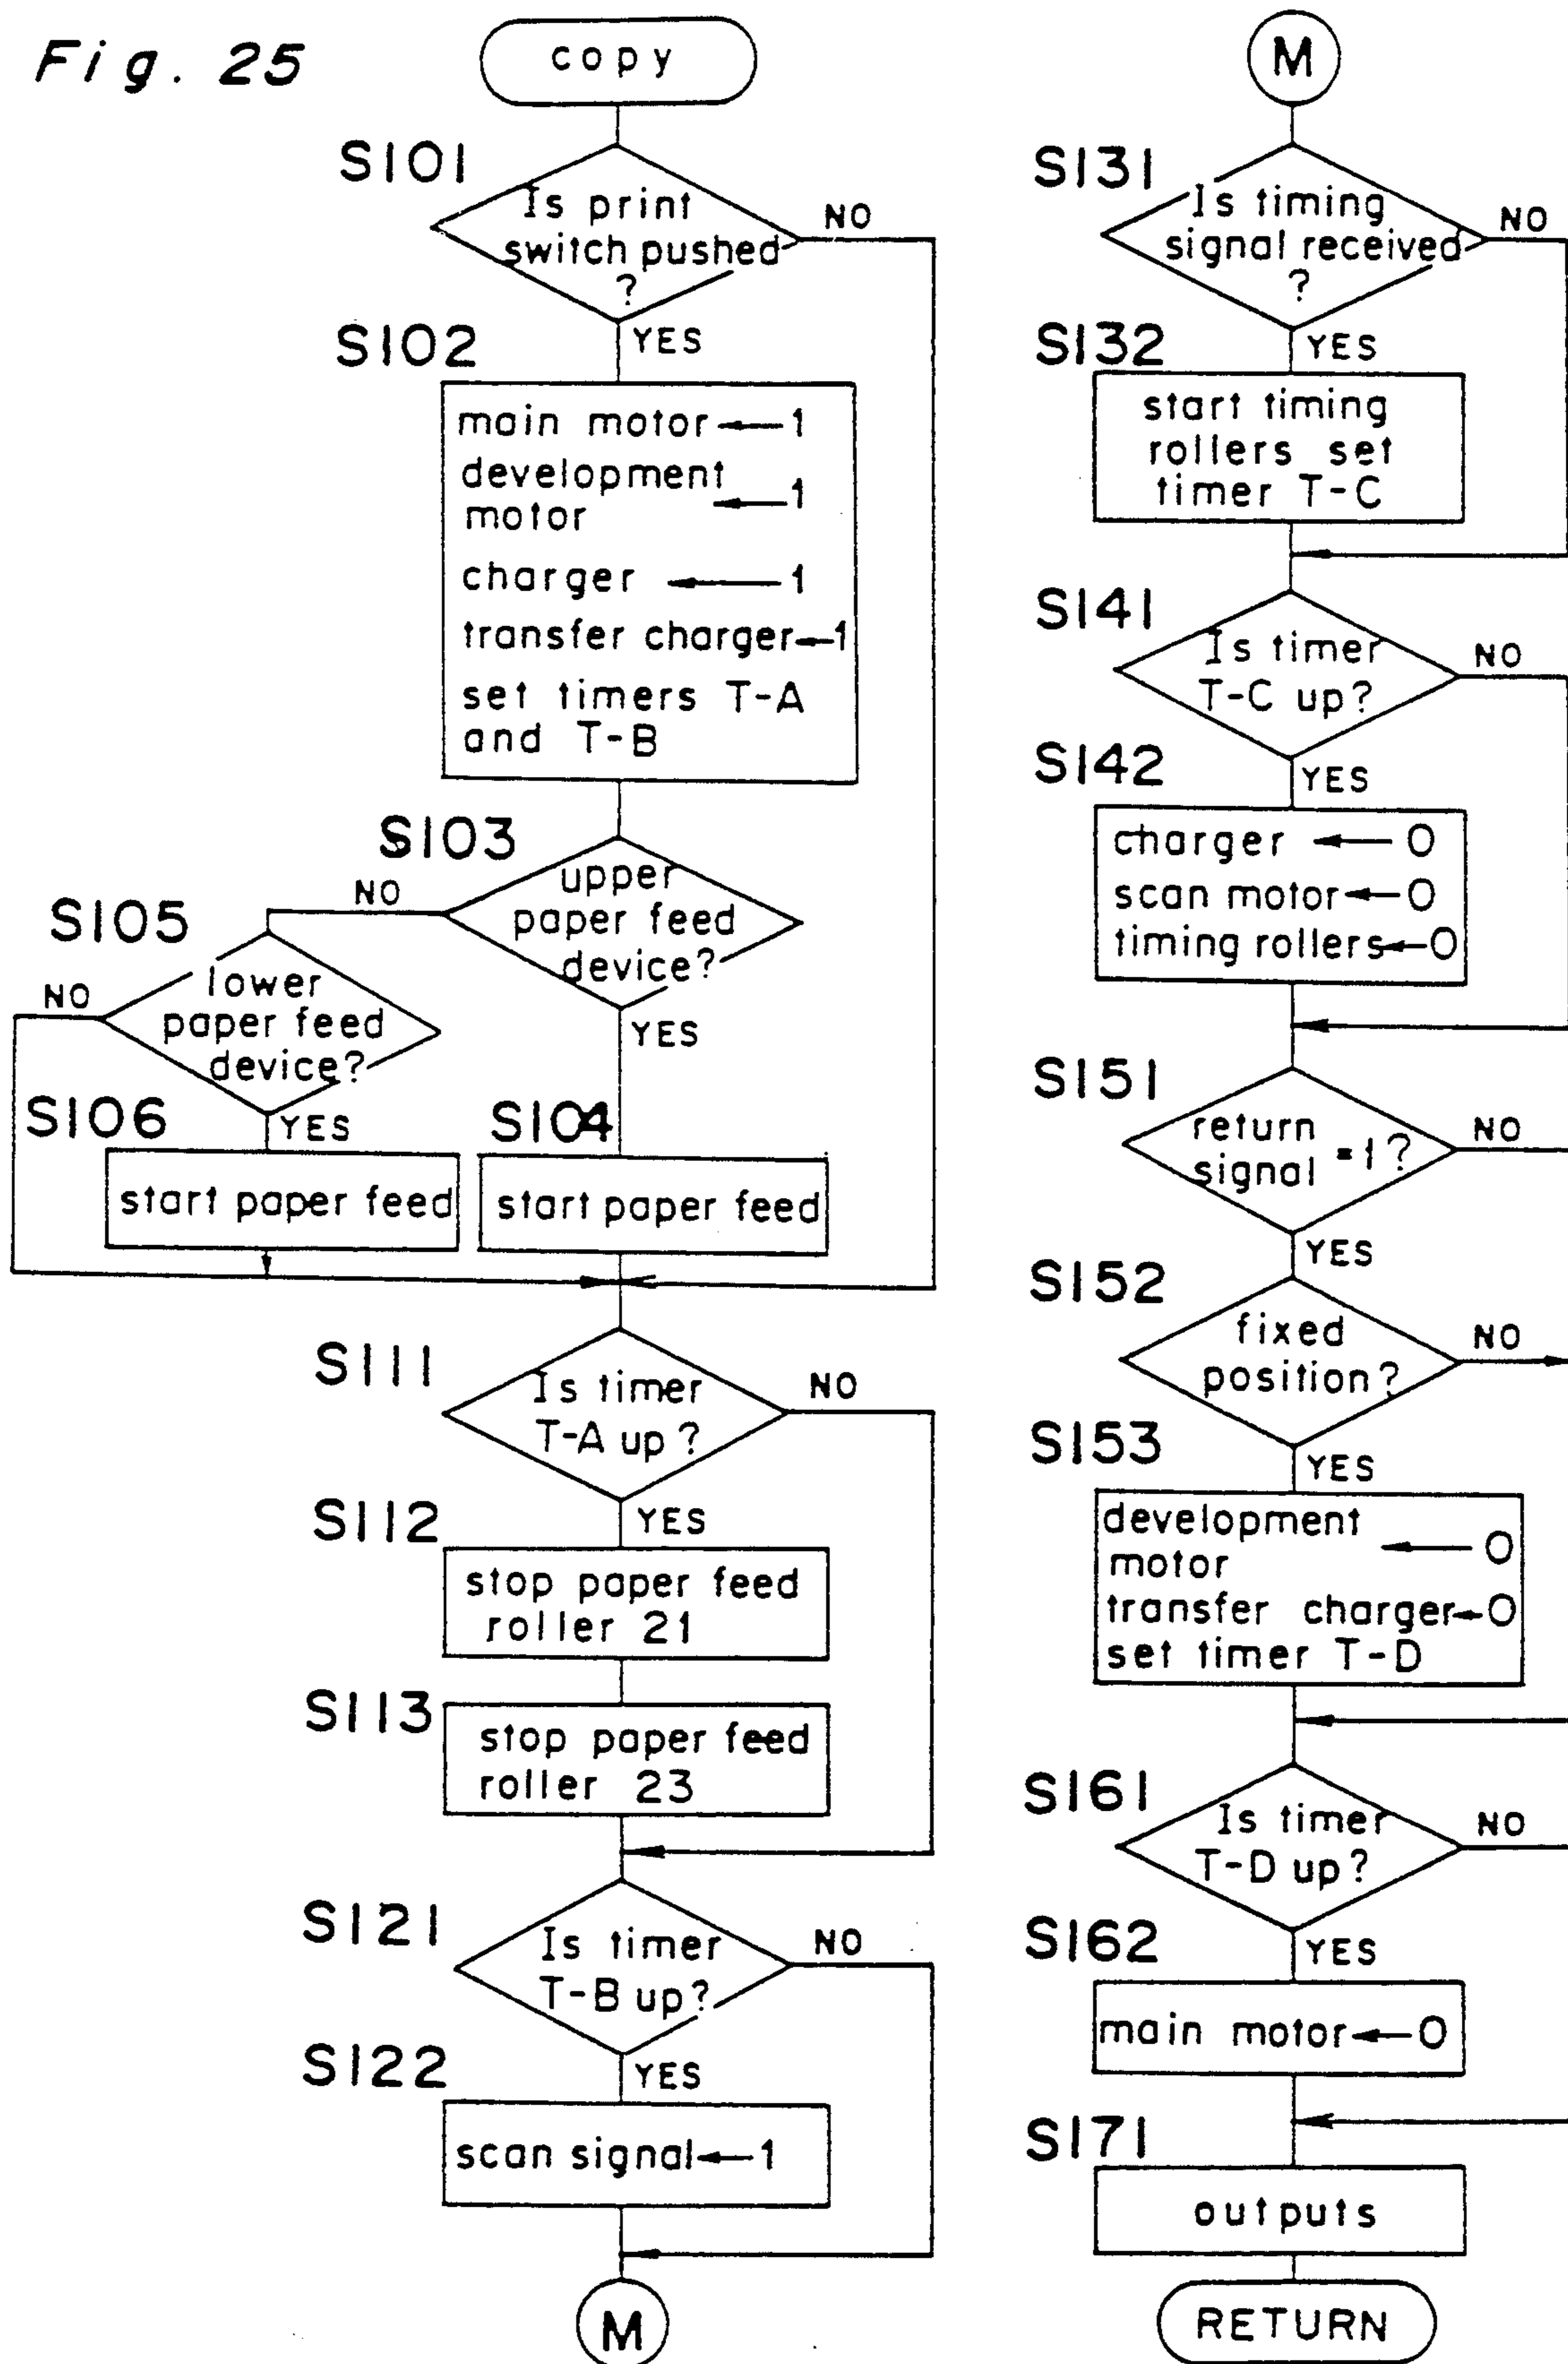 Fig. 25
copy
S101
Is print
switch pushed
?
NO
YES
S102
main motor ← 1
development
motor ← 1
charger ← 1
transfer charger ← 1
set timers T-A
and T-B
S103
upper
paper feed
device?
NO
YES
S105
lower
paper feed
device?
NO
YES
S106
start paper feed
S104
start paper feed
S111
Is timer
T-A up?
NO
YES
S112
stop paper feed
roller 21
S113
stop paper feed
roller 23
S121
Is timer
T-B up?
NO
YES
S122
scan signal ← 1
M
M
S131
Is timing
signal received
?
NO
YES
S132
start timing
rollers set
timer T-C
S141
Is timer
T-C up?
NO
YES
S142
charger ← 0
scan motor ← 0
timing rollers ← 0
S151
return
signal = 1?
NO
YES
S152
fixed
position?
NO
YES
S153
development
motor ← 0
transfer charger ← 0
set timer T-D
S161
Is timer
T-D up?
NO
YES
S162
main motor ← 0
S171
outputs
RETURN